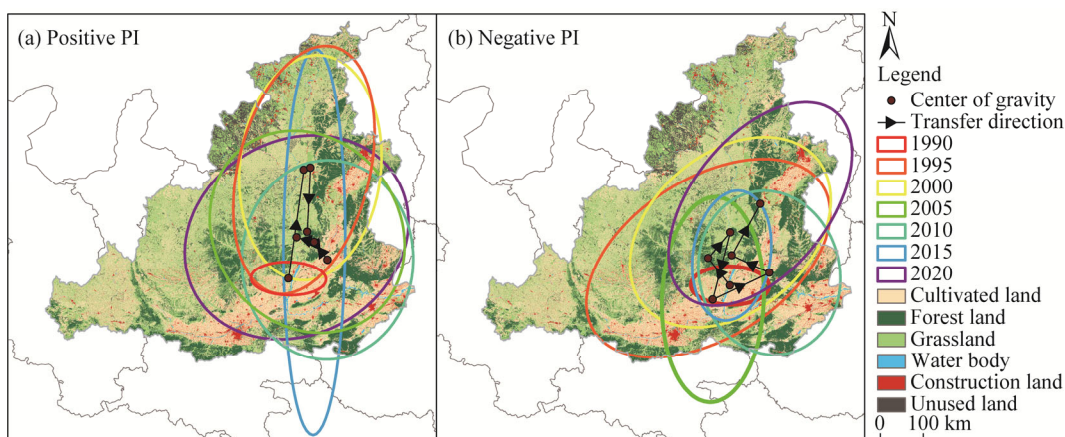 (a) Positive PI
(b) Negative PI
N
Legend
Center of gravity
Transfer direction
1990
1995
2000
2005
2010
2015
2020
Cultivated land
Forest land
Grassland
Water body
Construction land
Unused land
0 100 km